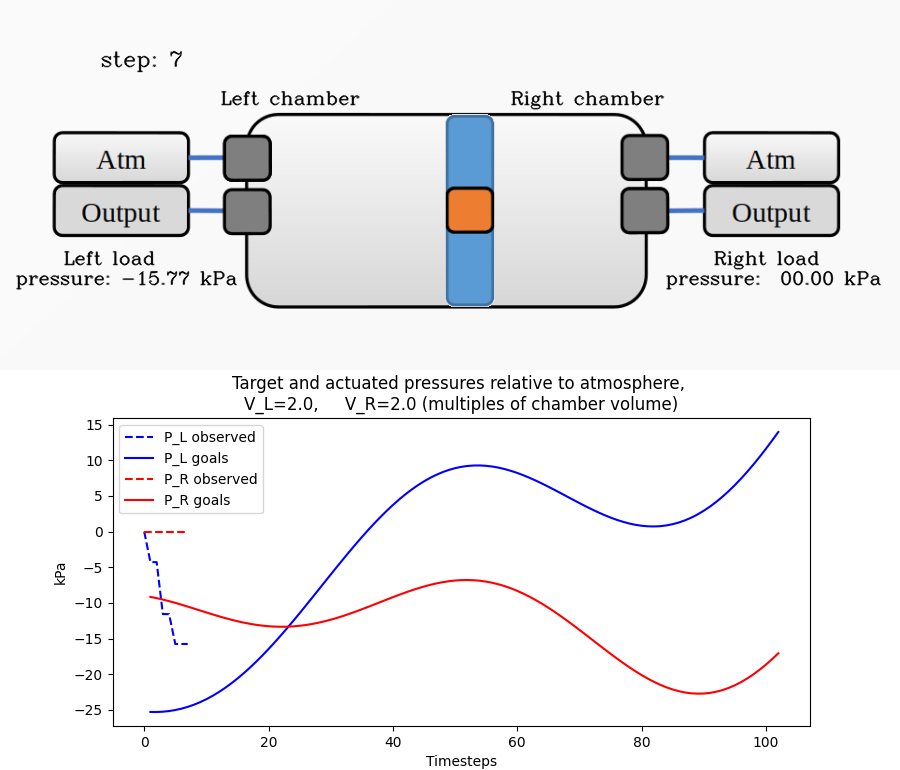 step: 7
Left chamber
Right chamber
Atm
Atm
Output
Output
Left load
pressure: −15.77 kPa
Right load
pressure: 00.00 kPa
Target and actuated pressures relative to atmosphere,
V_L=2.0, V_R=2.0 (multiples of chamber volume)
P_L observed
P_L goals
P_R observed
P_R goals
15
10
5
0
−5
−10
−15
−20
−25
kPa
0 20 40 60 80 100
Timesteps